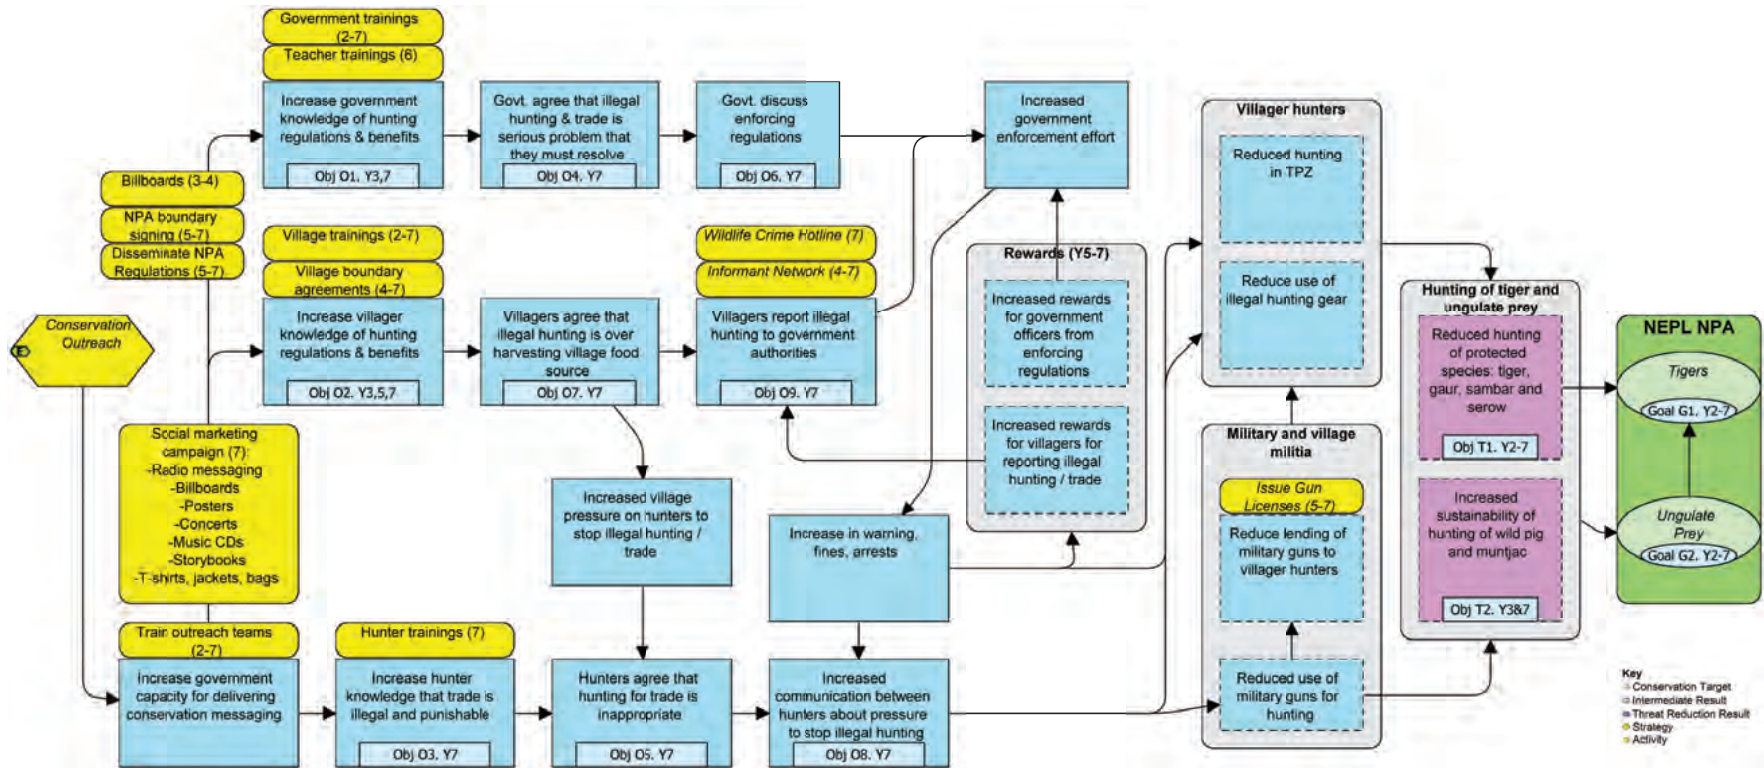 Government trainings
(2-7)
Teacher trainings (6)
Increase government
knowledge of hunting
regulations & benefits
Obj O1. Y3,7
Govt. agree that illegal
hunting & trade is
serious problem that
they must resolve
Obj O4. Y7
Govt. discuss
enforcing
regulations
Obj O6. Y7
Increased
government
enforcement effort
Billboards (3-4)
NPA boundary
signing (5-7)
Disseminate NPA
Regulations (5-7)
Village trainings (2-7)
Village boundary
agreements (4-7)
Increase villager
knowledge of hunting
regulations & benefits
Obj O2. Y3,5,7
Villagers agree that
illegal hunting is over
harvesting village food
source
Obj O7. Y7
Wildlife Crime Hotline (7)
Informant Network (4-7)
Villagers report illegal
hunting to government
authorities
Obj O9. Y7
Rewards (Y5-7)
Increased rewards
for government
officers from
enforcing
regulations
Increased rewards
for villagers for
reporting illegal
hunting / trade
Conservation
Outreach
Social marketing
campaign (7):
-Radio messaging
-Billboards
-Posters
-Concerts
-Music CDs
-Storybooks
-T-shirts, jackets, bags
Increased village
pressure on hunters to
stop illegal hunting /
trade
Increase in warning,
fines, arrests
Train outreach teams
(2-7)
Increase government
capacity for delivering
conservation messaging
Hunter trainings (7)
Increase hunter
knowledge that trade is
illegal and punishable
Obj O3. Y7
Hunters agree that
hunting for trade is
inappropriate
Obj O5. Y7
Increased
communication between
hunters about pressure
to stop illegal hunting
Obj O8. Y7
Villager hunters
Reduced hunting
in TPZ
Reduce use of
illegal hunting gear
Military and village
militia
Issue Gun
Licenses (5-7)
Reduce lending of
military guns to
villager hunters
Reduced use of
military guns for
hunting
Hunting of tiger and
ungulate prey
Reduced hunting
of protected
species: tiger,
gaur, sambar and
serow
Obj T1. Y2-7
Increased
sustainability of
hunting of wild pig
and muntjac
Obj T2. Y3&7
NEPL NPA
Tigers
Goal G1. Y2-7
Ungulate
Prey
Goal G2. Y2-7
Key
Conservation Target
Intermediate Result
Threat Reduction Result
Strategy
Activity